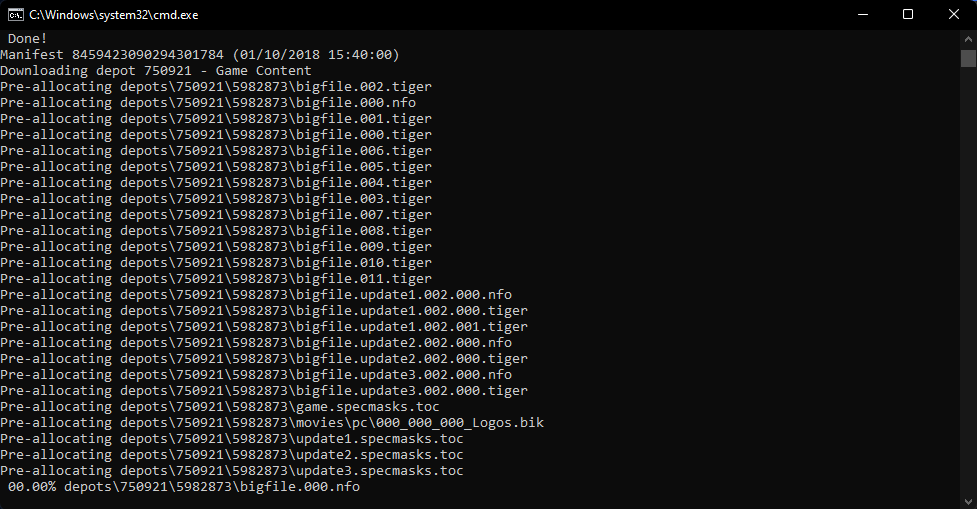 C:\Windows\system32\cmd.exe
Done!
Manifest 8459423090294301784 (01/10/2018 15:40:00)
Downloading depot 750921 - Game Content
Pre-allocating depots\750921\5982873\bigfile.002.tiger
Pre-allocating depots\750921\5982873\bigfile.000.nfo
Pre-allocating depots\750921\5982873\bigfile.001.tiger
Pre-allocating depots\750921\5982873\bigfile.000.tiger
Pre-allocating depots\750921\5982873\bigfile.006.tiger
Pre-allocating depots\750921\5982873\bigfile.005.tiger
Pre-allocating depots\750921\5982873\bigfile.004.tiger
Pre-allocating depots\750921\5982873\bigfile.003.tiger
Pre-allocating depots\750921\5982873\bigfile.007.tiger
Pre-allocating depots\750921\5982873\bigfile.008.tiger
Pre-allocating depots\750921\5982873\bigfile.009.tiger
Pre-allocating depots\750921\5982873\bigfile.010.tiger
Pre-allocating depots\750921\5982873\bigfile.011.tiger
Pre-allocating depots\750921\5982873\bigfile.update1.002.000.nfo
Pre-allocating depots\750921\5982873\bigfile.update1.002.000.tiger
Pre-allocating depots\750921\5982873\bigfile.update1.002.001.tiger
Pre-allocating depots\750921\5982873\bigfile.update2.002.000.nfo
Pre-allocating depots\750921\5982873\bigfile.update2.002.000.tiger
Pre-allocating depots\750921\5982873\bigfile.update3.002.000.nfo
Pre-allocating depots\750921\5982873\bigfile.update3.002.000.tiger
Pre-allocating depots\750921\5982873\game.specmasks.toc
Pre-allocating depots\750921\5982873\movies\pc\000_000_000_Logos.bik
Pre-allocating depots\750921\5982873\update1.specmasks.toc
Pre-allocating depots\750921\5982873\update2.specmasks.toc
Pre-allocating depots\750921\5982873\update3.specmasks.toc
00.00% depots\750921\5982873\bigfile.000.nfo